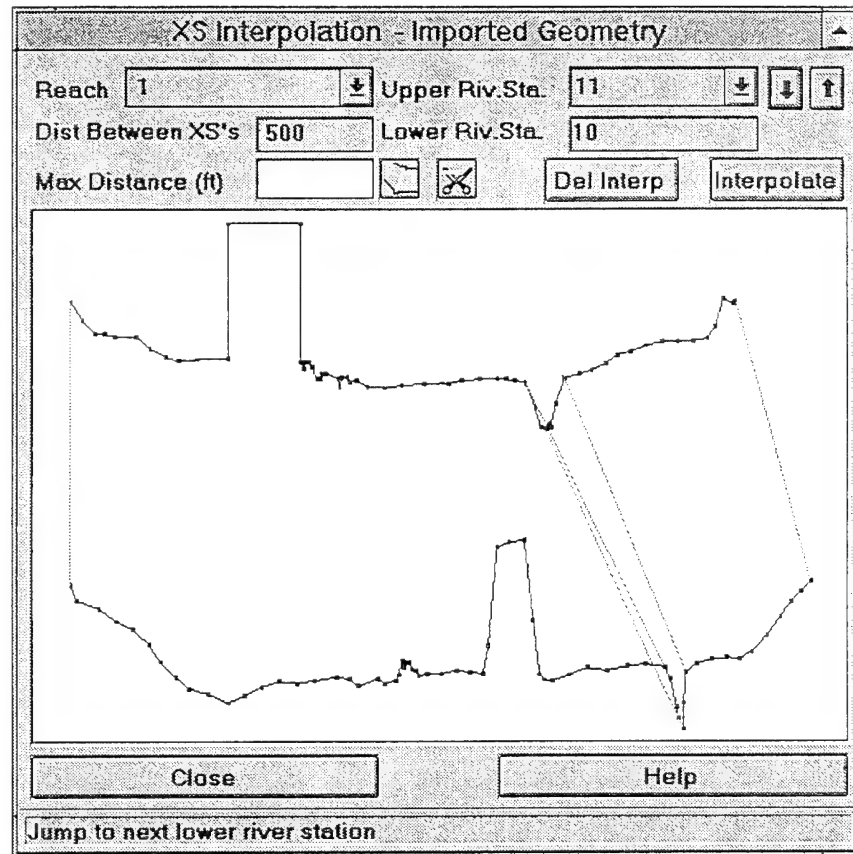 XS Interpolation - Imported Geometry
Reach 1 Upper Riv.Sta. 11
Dist Between XS's 500 Lower Riv.Sta. 10
Max Distance (ft) Del Interp Interpolate
Close Help
Jump to next lower river station